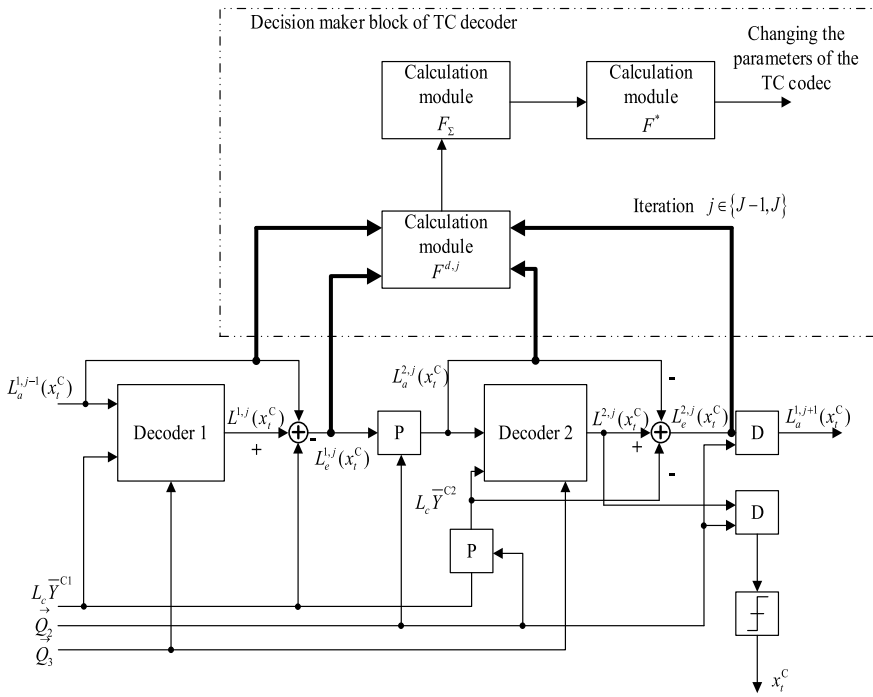 Decision maker block of TC decoder
Changing the
parameters of the
TC codec
Calculation
module
F_Σ
Calculation
module
F^*
Iteration j ∈ {J−1, J}
Calculation
module
F^{d,j}
L_a^{1,j−1}(x_t^C)
L_a^{2,j}(x_t^C)
-
Decoder 1
L^{1,j}(x_t^C)
+
-
L_e^{1,j}(x_t^C)
P
Decoder 2
L^{2,j}(x_t^C)
+
L_e^{2,j}(x_t^C)
-
D
L_a^{1,j+1}(x_t^C)
L_c Y̅^{C2}
P
D
L_c Y̅^{C1}
Q⃗_2
Q⃗_3
x_t^C